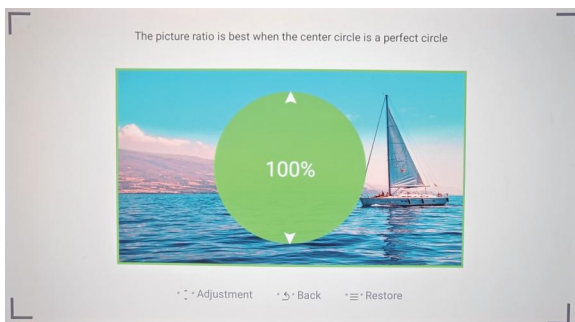 The picture ratio is best when the center circle is a perfect circle
100%
Adjustment Back Restore